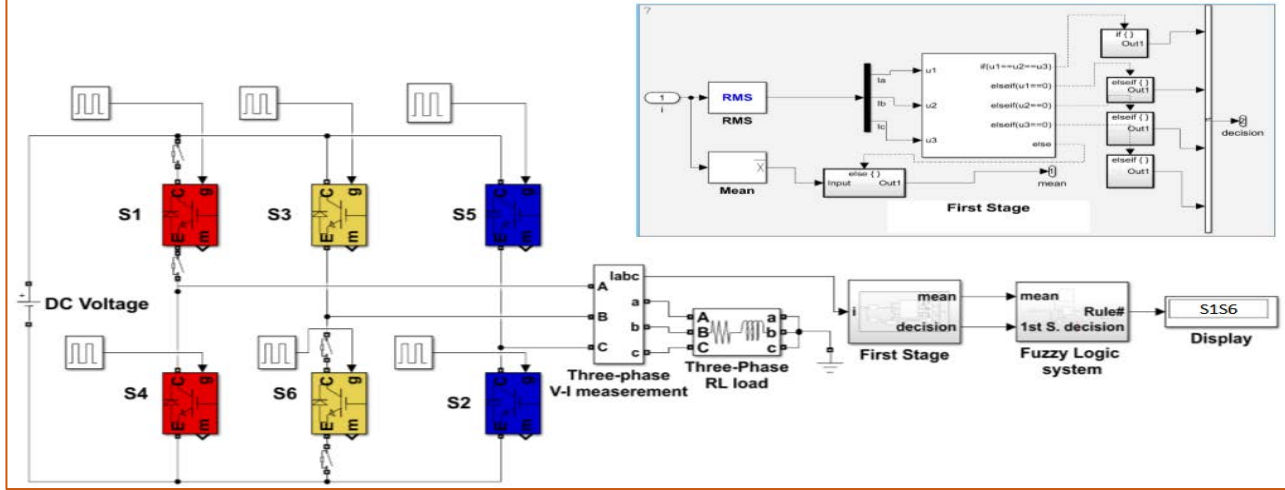 ?
if { }
Out1
u1
if(u1==u2==u3)
Ia
elseif { }
Out1
elseif(u1==0)
1
i
RMS
RMS
Ib
u2
elseif(u2==0)
elseif { }
Out1
2
decision
elseif(u3==0)
Ic
u3
else
elseif { }
Out1
Mean
else { }
Input
Out1
1
mean
First Stage
C
g
E
m
S1
C
g
E
m
S3
C
g
E
m
S5
+
DC Voltage
Iabc
A
a
B
b
C
c
Three-phase
V-I measerement
A
a
B
b
C
c
Three-Phase
RL load
i
mean
decision
First Stage
mean
Rule#
1st S. decision
Fuzzy Logic
system
S1S6
Display
C
g
E
m
S4
C
g
E
m
S6
C
g
E
m
S2